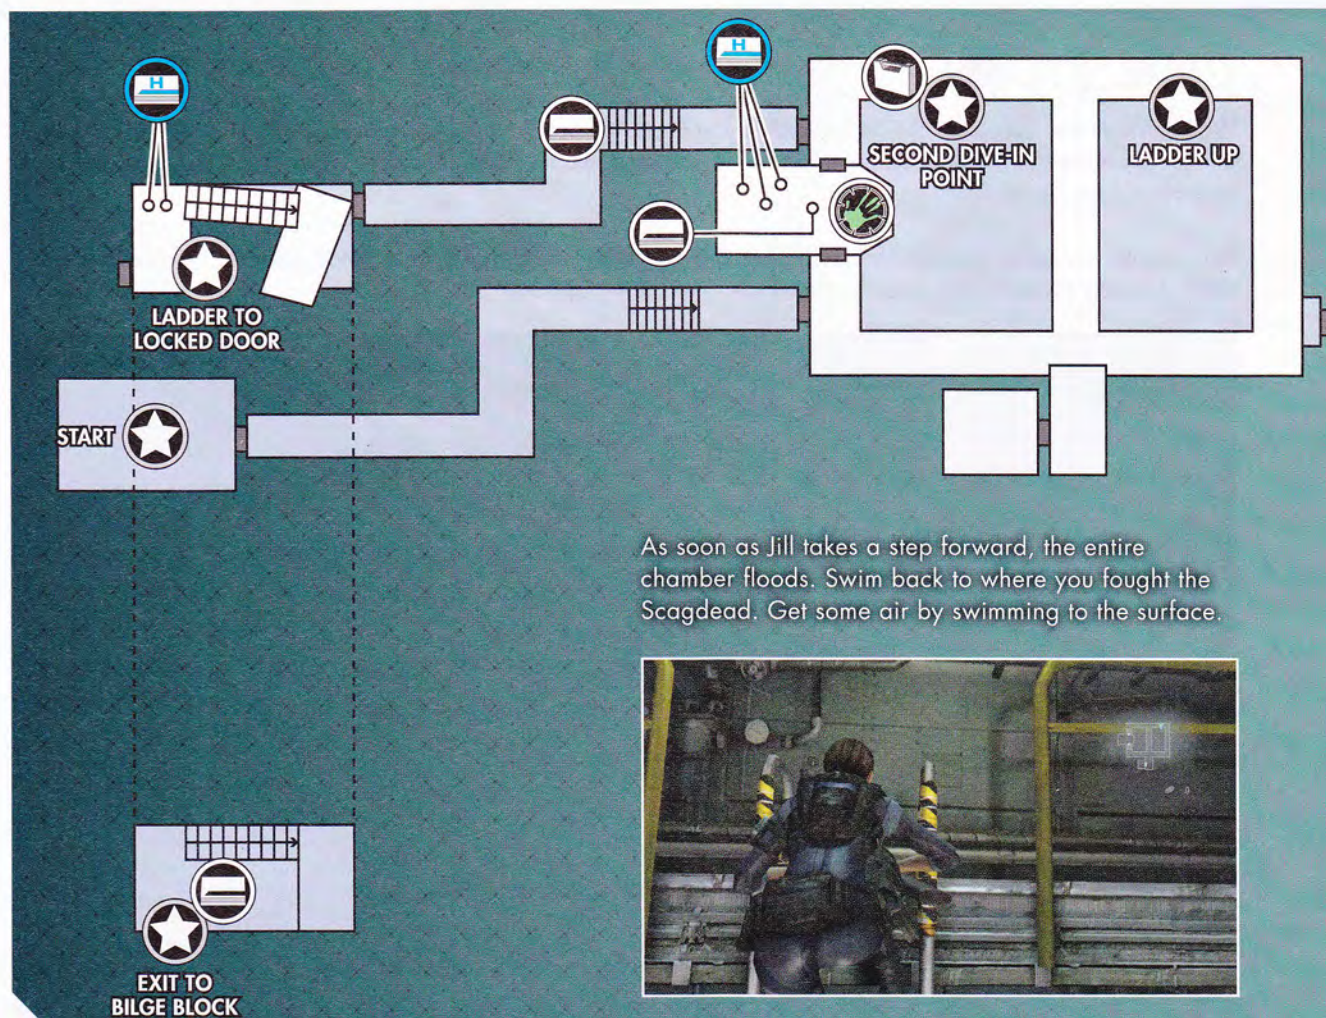 H
H
SECOND DIVE-IN
POINT
LADDER UP
LADDER TO
LOCKED DOOR
START
As soon as Jill takes a step forward, the entire
chamber floods. Swim back to where you fought the
Scagdead. Get some air by swimming to the surface.
EXIT TO
BILGE BLOCK